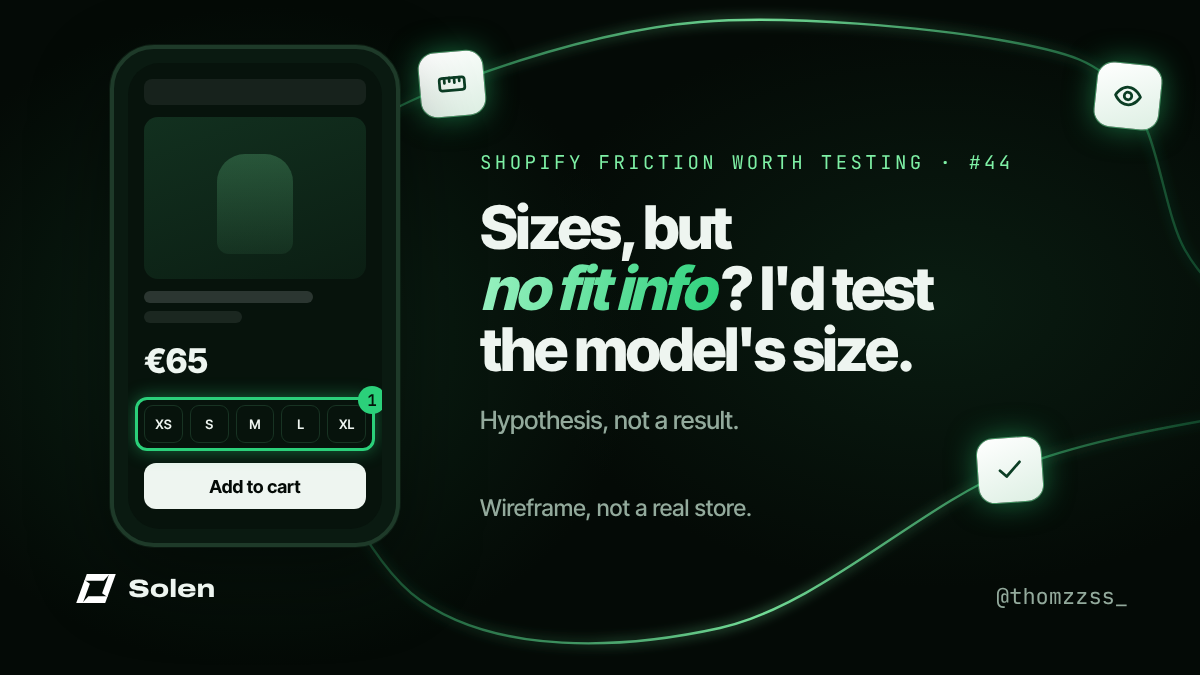 SHOPIFY FRICTION WORTH TESTING · #44
Sizes, but
no fit info? I'd test
the model's size.
Hypothesis, not a result.
Wireframe, not a real store.
€65
1
XS S M L XL
Add to cart
Solen
@thomzzss_